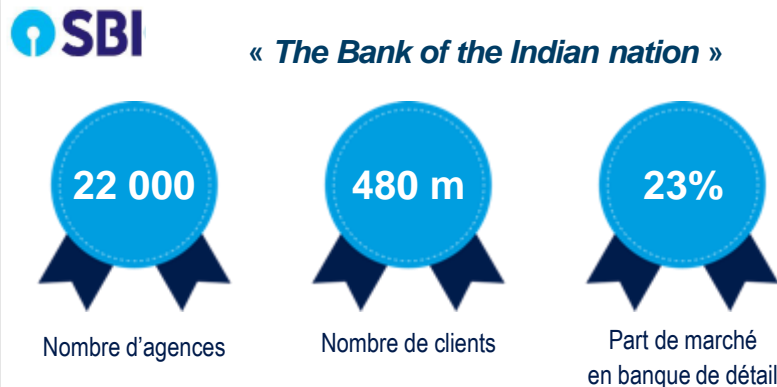 SBI
« The Bank of the Indian nation »
22 000
480 m
23%
Nombre d'agences
Nombre de clients
Part de marché
en banque de détail